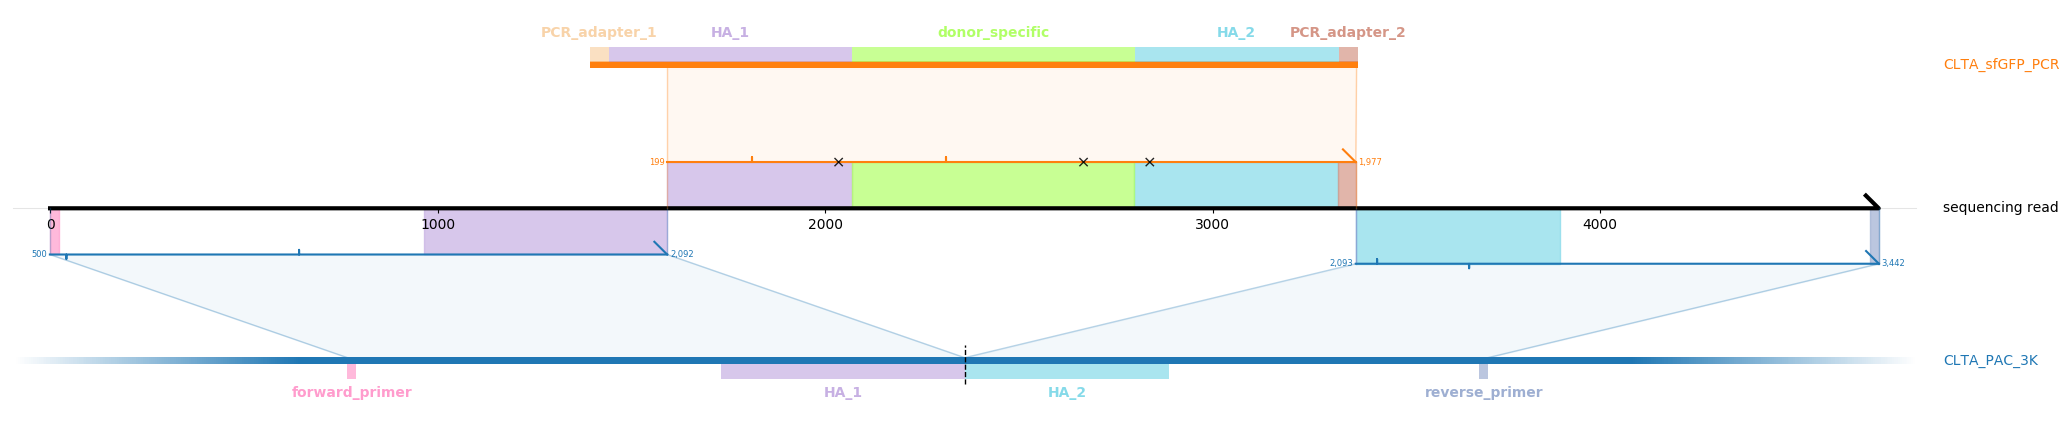 PCR_adapter_1 HA_1 donor_specific HA_2 PCR_adapter_2
CLTA_sfGFP_PCR
199 1,977
sequencing read
0 1000 2000 3000 4000
500 2,092 2,093 3,442
CLTA_PAC_3K
forward_primer HA_1 HA_2 reverse_primer